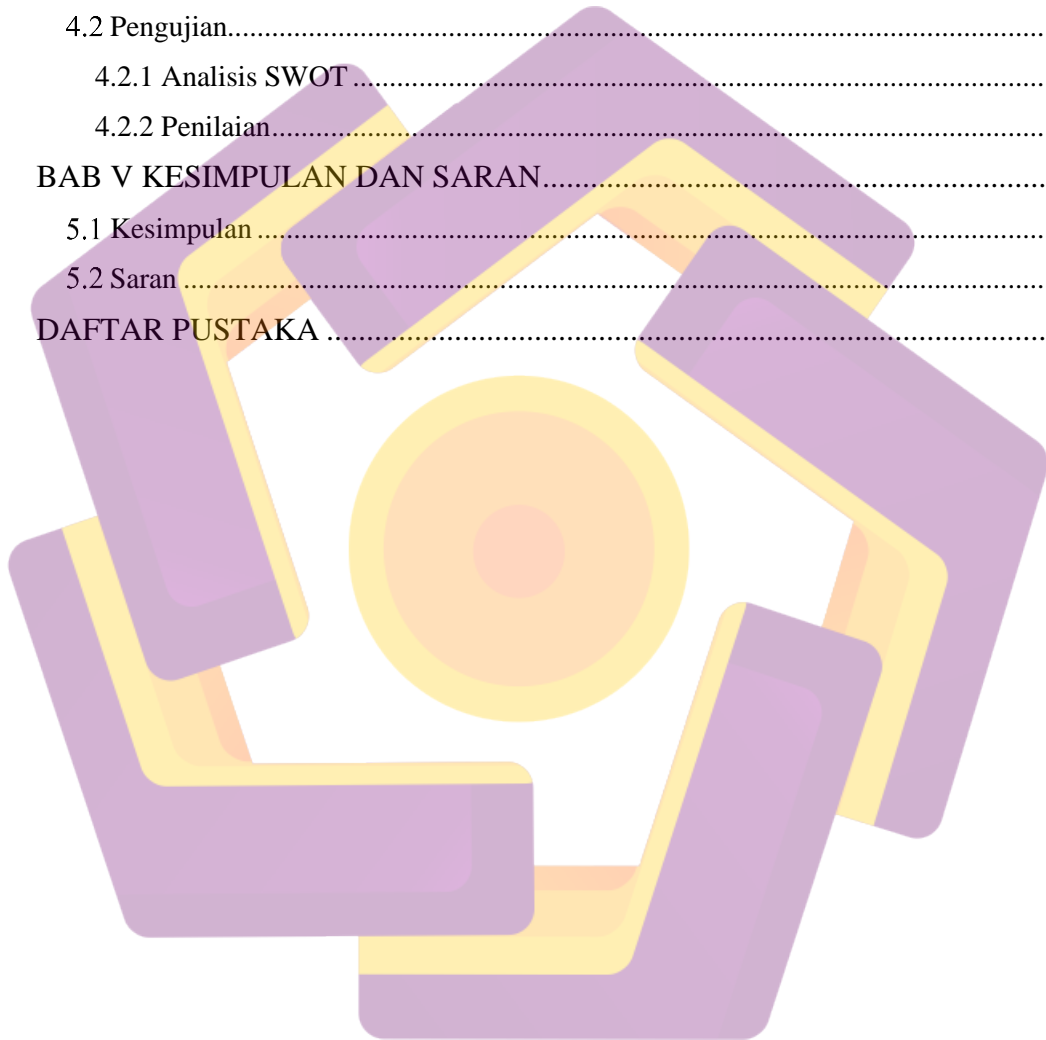 4.2 Pengujian........................................................................................................
4.2.1 Analisis SWOT ........................................................................................
4.2.2 Penilaian..................................................................................................
BAB V KESIMPULAN DAN SARAN...............................................................
5.1 Kesimpulan .....................................................................................................
5.2 Saran ..............................................................................................................
DAFTAR PUSTAKA .........................................................................................